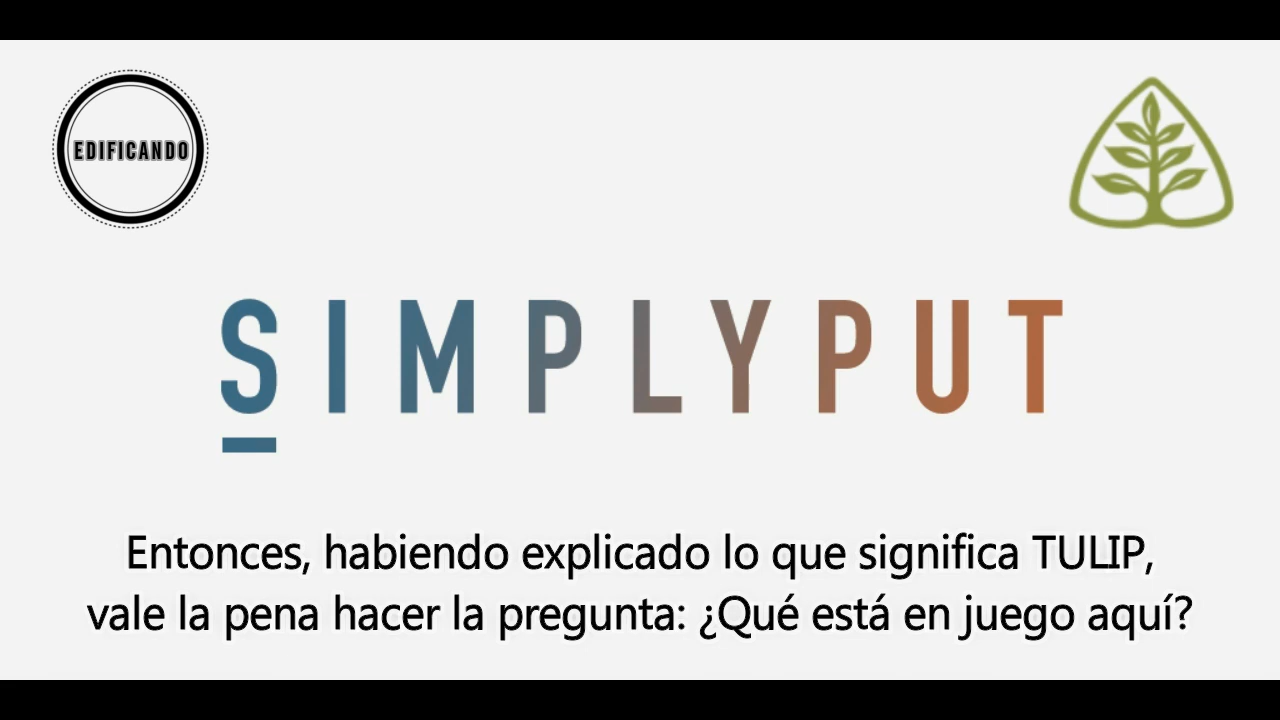 EDIFICANDO
SIMPLYPUT
Entonces, habiendo explicado lo que significa TULIP,
vale la pena hacer la pregunta: ¿Qué está en juego aquí?